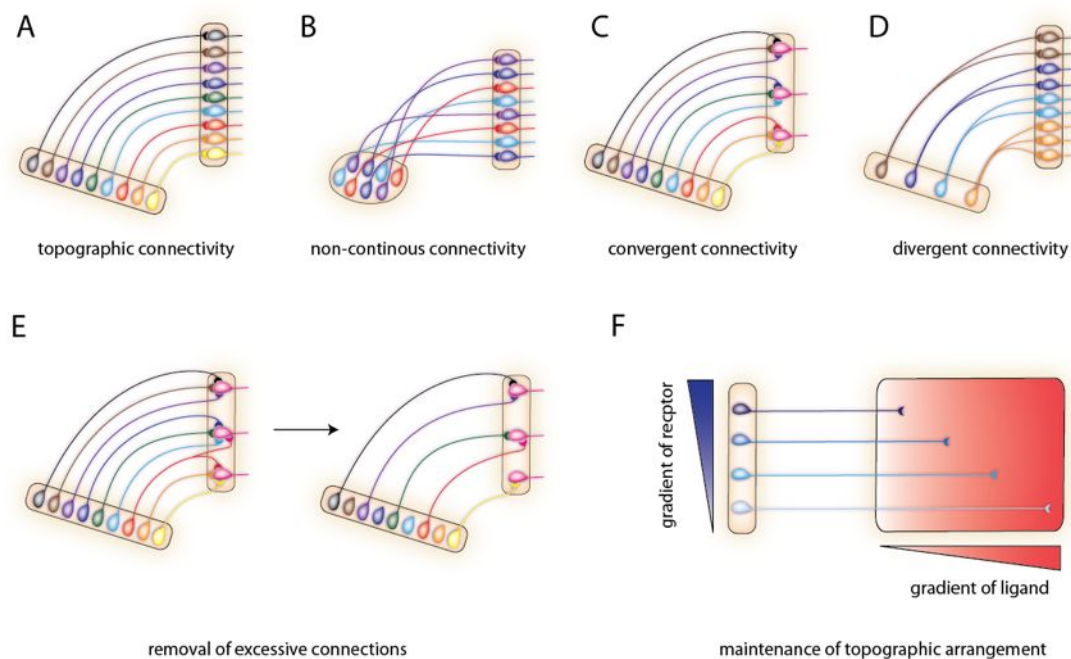 A
B
C
D
topographic connectivity
non-continous connectivity
convergent connectivity
divergent connectivity
E
F
gradient of recptor
gradient of ligand
removal of excessive connections
maintenance of topographic arrangement